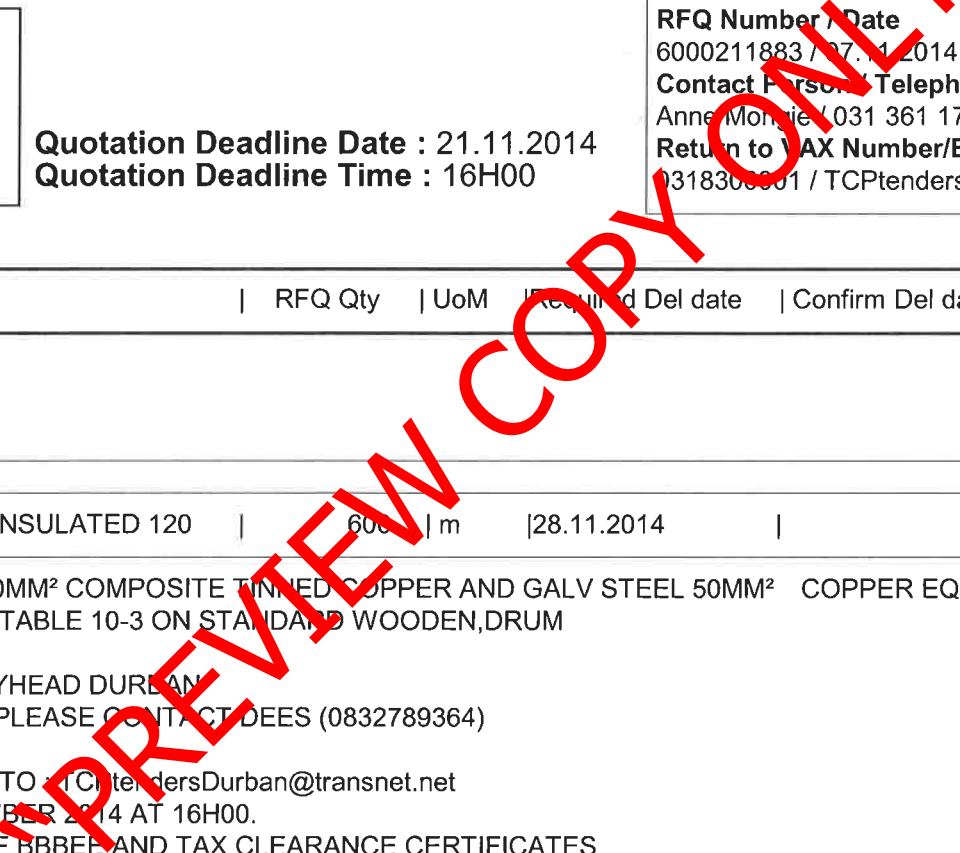 RFQ Number / Date
6000211883 / 07.11.2014
Contact Person / Teleph
Anne Mongie / 031 361 17
Quotation Deadline Date : 21.11.2014
Return to FAX Number/E
Quotation Deadline Time : 16H00
/ TCPtenders
| RFQ Qty | UoM |Required Del date | Confirm Del da
NSULATED 120 | 600 | m |28.11.2014 |
0MM² COMPOSITE TINNED COPPER AND GALV STEEL 50MM² COPPER EQ
TABLE 10-3 ON STANDARD WOODEN,DRUM
YHEAD DURBAN
PLEASE CONTACT DEES (0832789364)
TO : TCPtendersDurban@transnet.net
BER 2014 AT 16H00.
F BBBEE AND TAX CLEARANCE CERTIFICATES
"PREVIEW COPY ONL